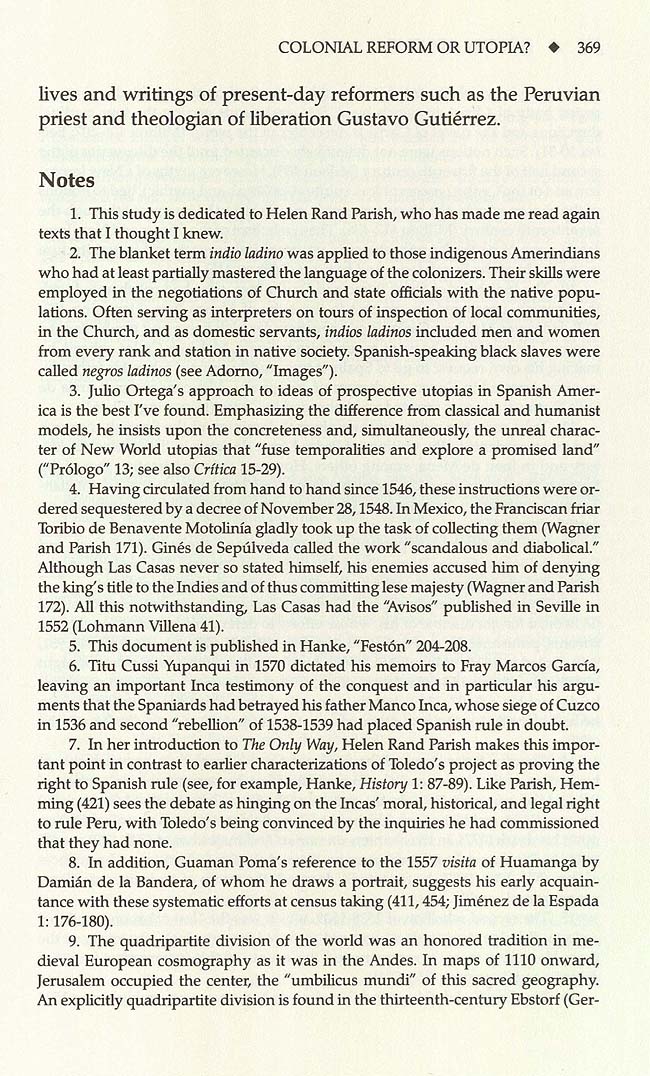 COLONIAL REFORM OR UTOPIA? ◆ 369
lives and writings of present-day reformers such as the Peruvian
priest and theologian of liberation Gustavo Gutiérrez.
Notes
1. This study is dedicated to Helen Rand Parish, who has made me read again
texts that I thought I knew.
2. The blanket term indio ladino was applied to those indigenous Amerindians
who had at least partially mastered the language of the colonizers. Their skills were
employed in the negotiations of Church and state officials with the native popu-
lations. Often serving as interpreters on tours of inspection of local communities,
in the Church, and as domestic servants, indios ladinos included men and women
from every rank and station in native society. Spanish-speaking black slaves were
called negros ladinos (see Adorno, "Images").
3. Julio Ortega's approach to ideas of prospective utopias in Spanish Amer-
ica is the best I've found. Emphasizing the difference from classical and humanist
models, he insists upon the concreteness and, simultaneously, the unreal charac-
ter of New World utopias that "fuse temporalities and explore a promised land"
("Prólogo" 13; see also Crítica 15-29).
4. Having circulated from hand to hand since 1546, these instructions were or-
dered sequestered by a decree of November 28, 1548. In Mexico, the Franciscan friar
Toribio de Benavente Motolinía gladly took up the task of collecting them (Wagner
and Parish 171). Ginés de Sepúlveda called the work "scandalous and diabolical."
Although Las Casas never so stated himself, his enemies accused him of denying
the king's title to the Indies and of thus committing lese majesty (Wagner and Parish
172). All this notwithstanding, Las Casas had the "Avisos" published in Seville in
1552 (Lohmann Villena 41).
5. This document is published in Hanke, "Festón" 204-208.
6. Titu Cussi Yupanqui in 1570 dictated his memoirs to Fray Marcos García,
leaving an important Inca testimony of the conquest and in particular his argu-
ments that the Spaniards had betrayed his father Manco Inca, whose siege of Cuzco
in 1536 and second "rebellion" of 1538-1539 had placed Spanish rule in doubt.
7. In her introduction to The Only Way, Helen Rand Parish makes this impor-
tant point in contrast to earlier characterizations of Toledo's project as proving the
right to Spanish rule (see, for example, Hanke, History 1: 87-89). Like Parish, Hem-
ming (421) sees the debate as hinging on the Incas' moral, historical, and legal right
to rule Peru, with Toledo's being convinced by the inquiries he had commissioned
that they had none.
8. In addition, Guaman Poma's reference to the 1557 visita of Huamanga by
Damián de la Bandera, of whom he draws a portrait, suggests his early acquain-
tance with these systematic efforts at census taking (411, 454; Jiménez de la Espada
1: 176-180).
9. The quadripartite division of the world was an honored tradition in me-
dieval European cosmography as it was in the Andes. In maps of 1110 onward,
Jerusalem occupied the center, the "umbilicus mundi" of this sacred geography.
An explicitly quadripartite division is found in the thirteenth-century Ebstorf (Ger-